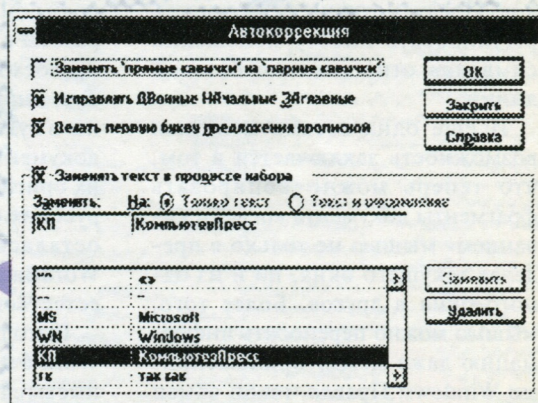 Автокоррекция
Заменять "прямые кавычки" на "парные кавычки"
ОК
Исправлять ДВойные НАчальные ЗАглавные
Закрыть
Делать первую букву предложения прописной
Справка
Заменять текст в процессе набора
Заменить: На: Только текст Текст и оформление
КП КомпьютерПресс
<>
Заменить
MS Microsoft
WN Windows
Удалить
КП КомпьютерПресс
тк так как